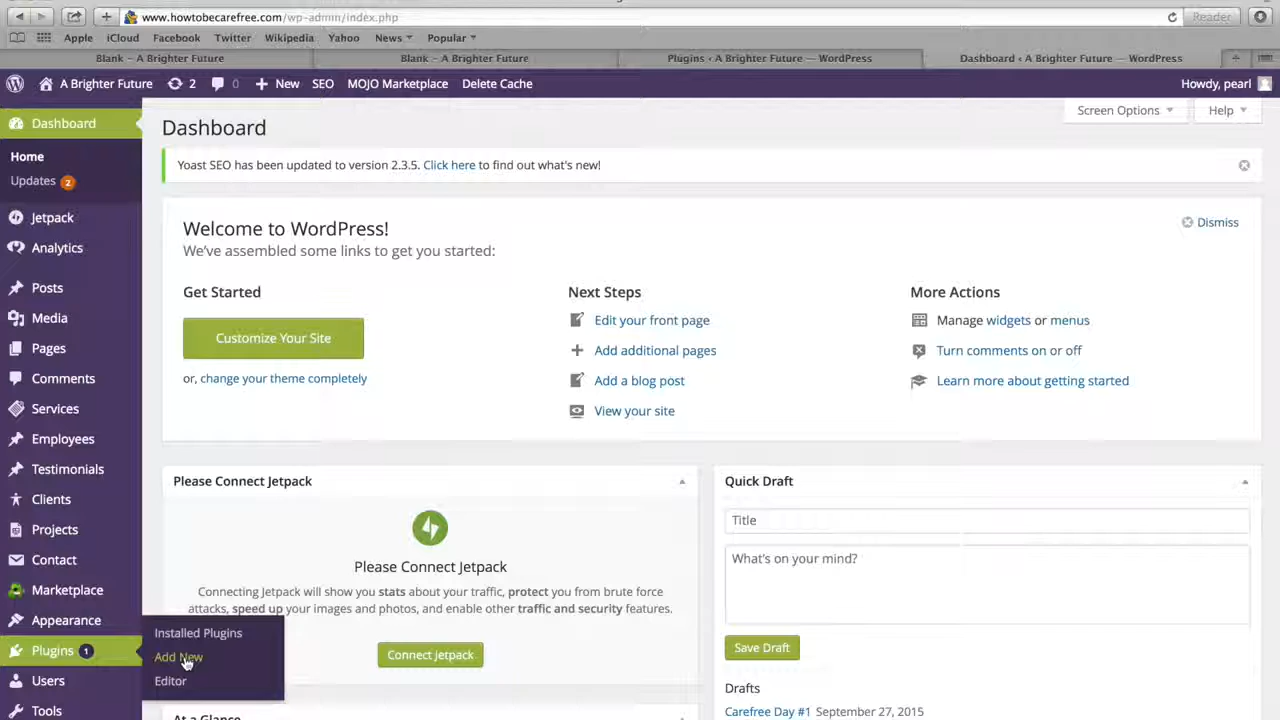 www.howtobecarefree.com/wp-admin/index.php
Reader
Apple iCloud Facebook Twitter Wikipedia Yahoo News Popular
Blank – A Brighter Future
Blank – A Brighter Future
Plugins ‹ A Brighter Future — WordPress
Dashboard ‹ A Brighter Future — WordPress
A Brighter Future 2 0 New SEO MOJO Marketplace Delete Cache Howdy, pearl
Screen Options Help
Dashboard
Home
Updates 2
Jetpack
Analytics
Posts
Media
Pages
Comments
Services
Employees
Testimonials
Clients
Projects
Contact
Marketplace
Appearance
Plugins 1
Users
Tools
Installed Plugins
Add New
Editor
Dashboard
Yoast SEO has been updated to version 2.3.5. Click here to find out what's new!
Welcome to WordPress!
Dismiss
We've assembled some links to get you started:
Get Started
Customize Your Site
or, change your theme completely
Next Steps
Edit your front page
Add additional pages
Add a blog post
View your site
More Actions
Manage widgets or menus
Turn comments on or off
Learn more about getting started
Please Connect Jetpack
Please Connect Jetpack
Connecting Jetpack will show you stats about your traffic, protect you from brute force
attacks, speed up your images and photos, and enable other traffic and security features.
Connect Jetpack
At a Glance
Quick Draft
Title
What's on your mind?
Save Draft
Drafts
Carefree Day #1 September 27, 2015